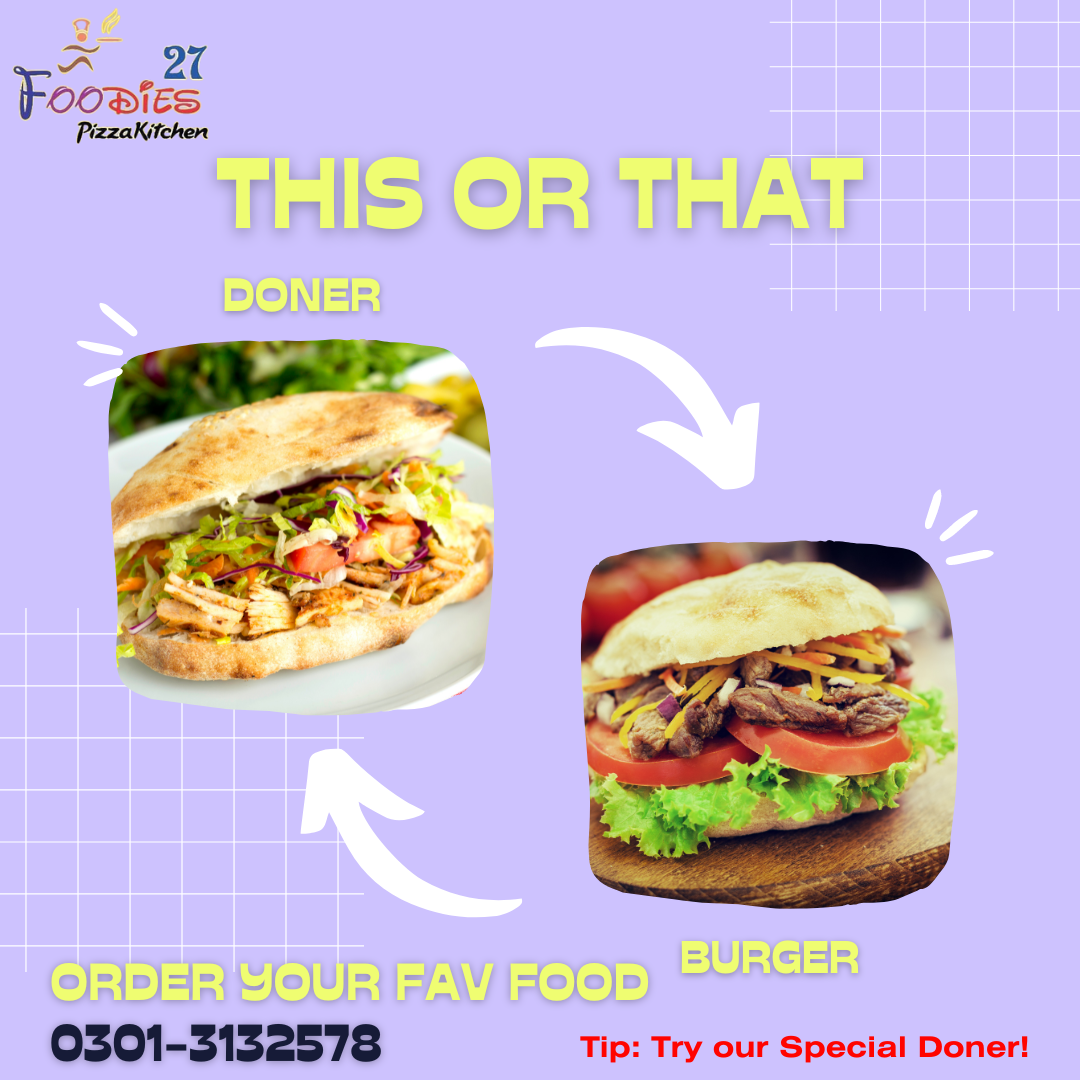 27
FOODIES
PizzaKitchen
THIS OR THAT
DONER
BURGER
ORDER YOUR FAV FOOD
0301-3132578
Tip: Try our Special Doner!